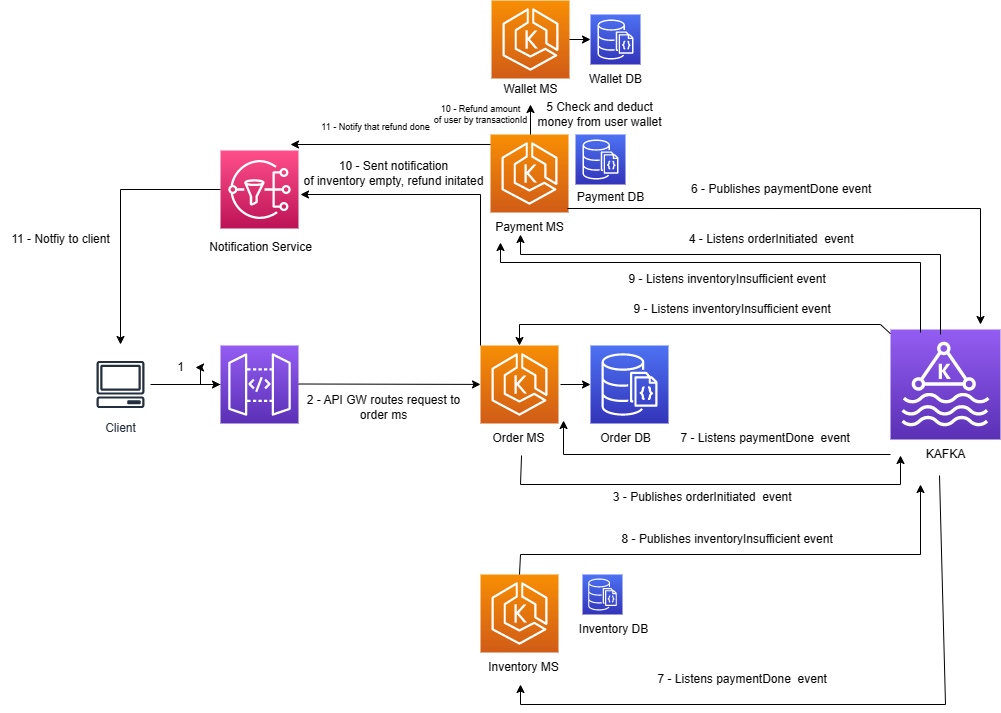 Wallet MS
Wallet DB
10 - Refund amount
of user by transactionId
5 Check and deduct
money from user wallet
11 - Notify that refund done
10 - Sent notification
of inventory empty, refund initated
Payment DB
Payment MS
6 - Publishes paymentDone event
Notification Service
11 - Notfiy to client
4 - Listens orderInitiated  event
9 - Listens inventoryInsufficient event
9 - Listens inventoryInsufficient event
1
</>
2 - API GW routes request to
order ms
Client
Order MS
Order DB
7 - Listens paymentDone  event
K
KAFKA
3 - Publishes orderInitiated  event
8 - Publishes inventoryInsufficient event
Inventory DB
Inventory MS
7 - Listens paymentDone  event